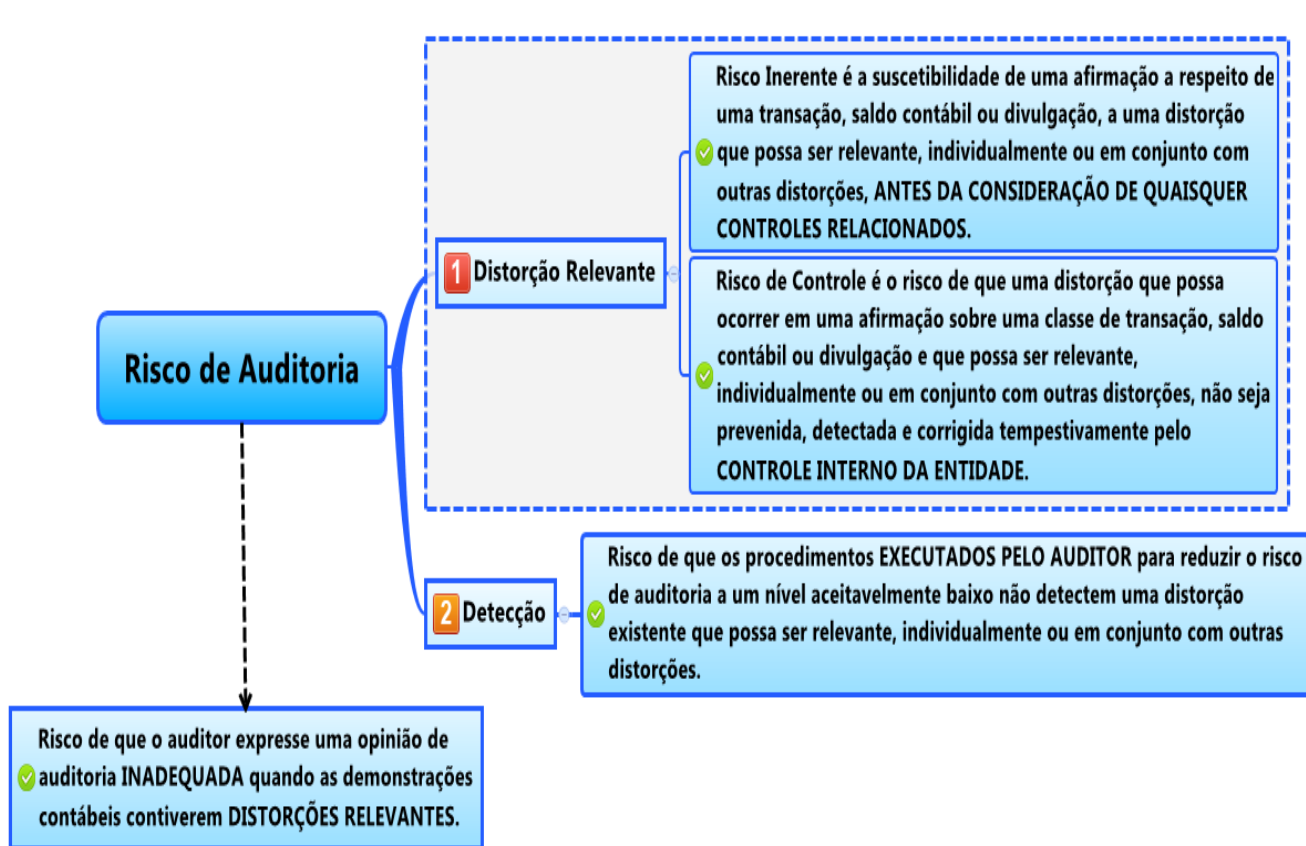 Risco de Auditoria
Risco de que o auditor expresse uma opinião de
auditoria INADEQUADA quando as demonstrações
contábeis contiverem DISTORÇÕES RELEVANTES.
1 Distorção Relevante
Risco Inerente é a suscetibilidade de uma afirmação a respeito de
uma transação, saldo contábil ou divulgação, a uma distorção
que possa ser relevante, individualmente ou em conjunto com
outras distorções, ANTES DA CONSIDERAÇÃO DE QUAISQUER
CONTROLES RELACIONADOS.
Risco de Controle é o risco de que uma distorção que possa
ocorrer em uma afirmação sobre uma classe de transação, saldo
contábil ou divulgação e que possa ser relevante,
individualmente ou em conjunto com outras distorções, não seja
prevenida, detectada e corrigida tempestivamente pelo
CONTROLE INTERNO DA ENTIDADE.
2 Detecção
Risco de que os procedimentos EXECUTADOS PELO AUDITOR para reduzir o risco
de auditoria a um nível aceitavelmente baixo não detectem uma distorção
existente que possa ser relevante, individualmente ou em conjunto com outras
distorções.